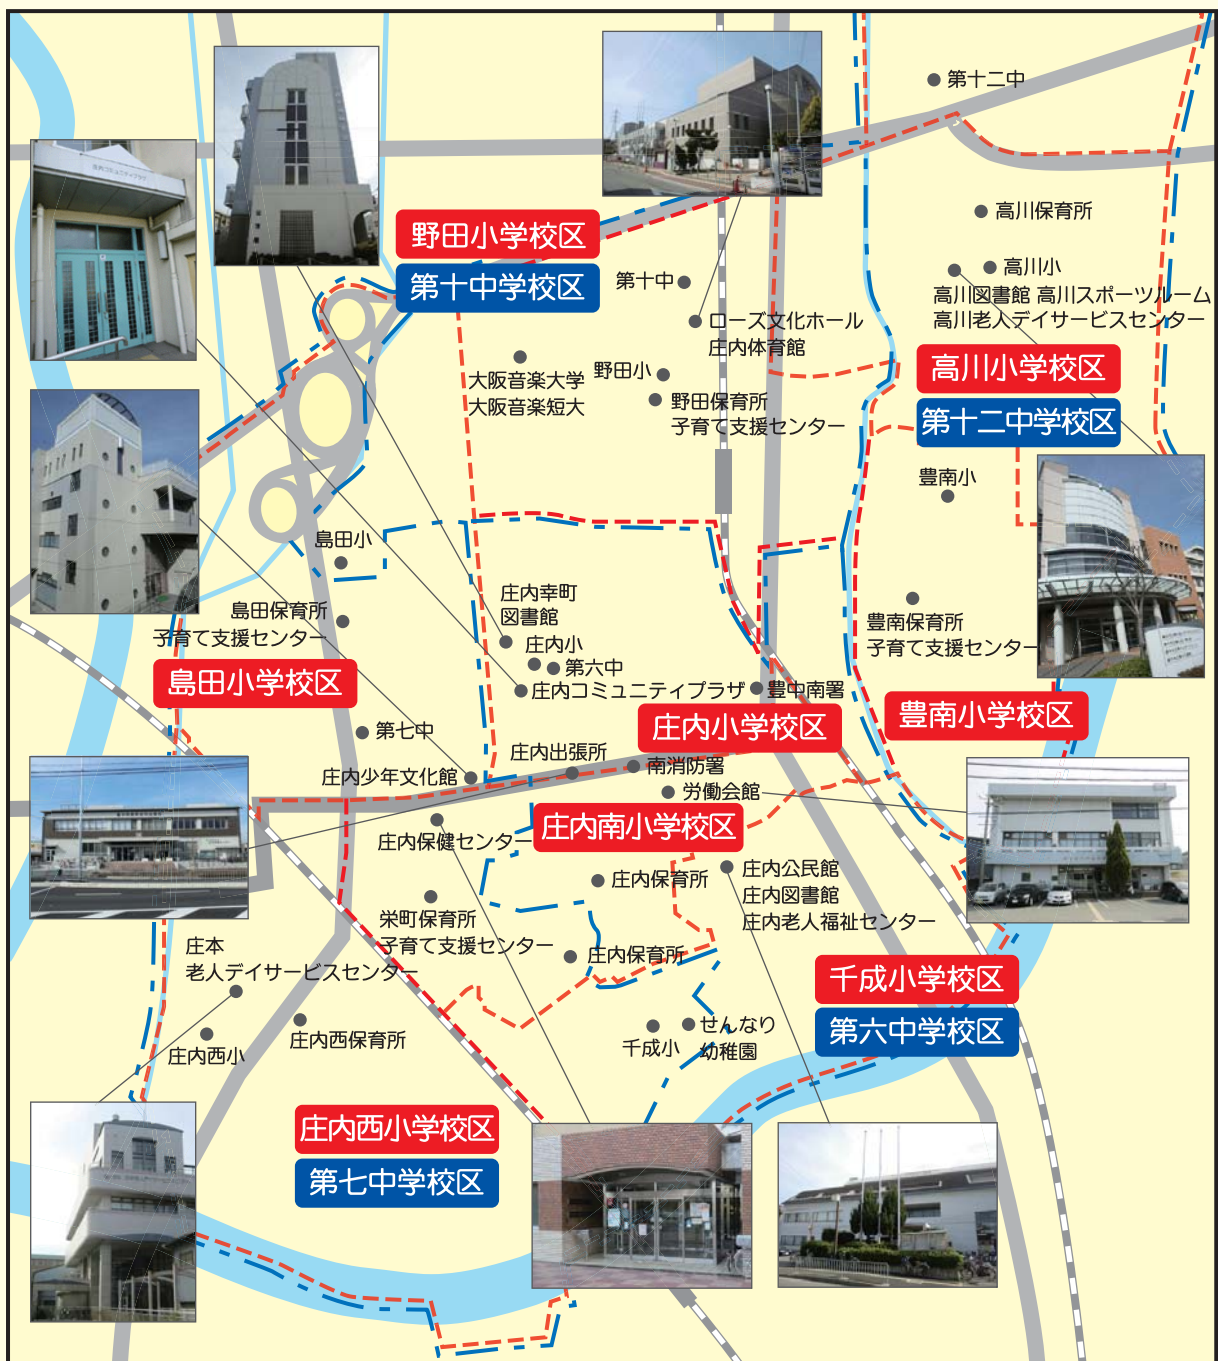 第十二中
庄内コミュニティプラザ
高川保育所
野田小学校区
第十中学校区
第十中
高川小
高川図書館 高川スポーツルーム
高川老人デイサービスセンター
ローズ文化ホール
庄内体育館
高川小学校区
第十二中学校区
大阪音楽大学
大阪音楽短大
野田小
野田保育所
子育て支援センター
豊南小
島田小
島田保育所
子育て支援センター
庄内幸町
図書館
庄内小
第六中
庄内コミュニティプラザ
豊中南署
豊南保育所
子育て支援センター
島田小学校区
庄内小学校区
豊南小学校区
第七中
庄内出張所
庄内少年文化館
南消防署
労働会館
庄内南小学校区
庄内保健センター
庄内保育所
庄内公民館
庄内図書館
庄内老人福祉センター
栄町保育所
子育て支援センター
庄内保育所
庄本
老人デイサービスセンター
千成小学校区
第六中学校区
庄内西小
庄内西保育所
千成小
せんなり
幼稚園
庄内西小学校区
第七中学校区